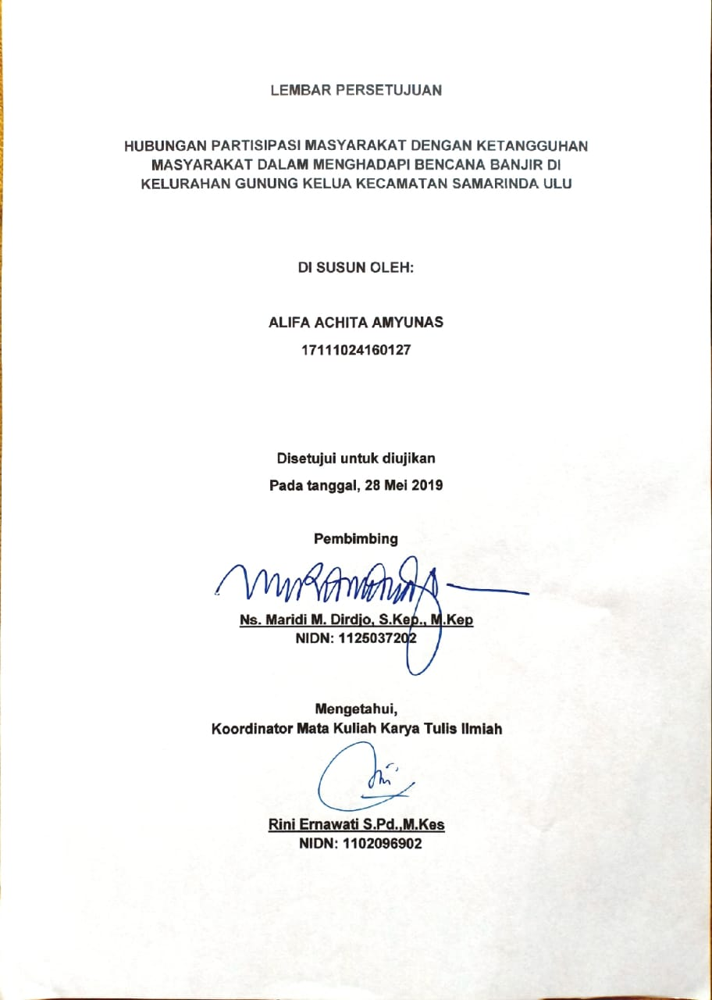 LEMBAR PERSETUJUAN
HUBUNGAN PARTISIPASI MASYARAKAT DENGAN KETANGGUHAN
MASYARAKAT DALAM MENGHADAPI BENCANA BANJIR DI
KELURAHAN GUNUNG KELUA KECAMATAN SAMARINDA ULU
DI SUSUN OLEH:
ALIFA ACHITA AMYUNAS
17111024160127
Disetujui untuk diujikan
Pada tanggal, 28 Mei 2019
Pembimbing
Ns. Maridi M. Dirdjo, S.Kep., M.Kep
NIDN: 1125037202
Mengetahui,
Koordinator Mata Kuliah Karya Tulis Ilmiah
Rini Ernawati S.Pd.,M.Kes
NIDN: 1102096902